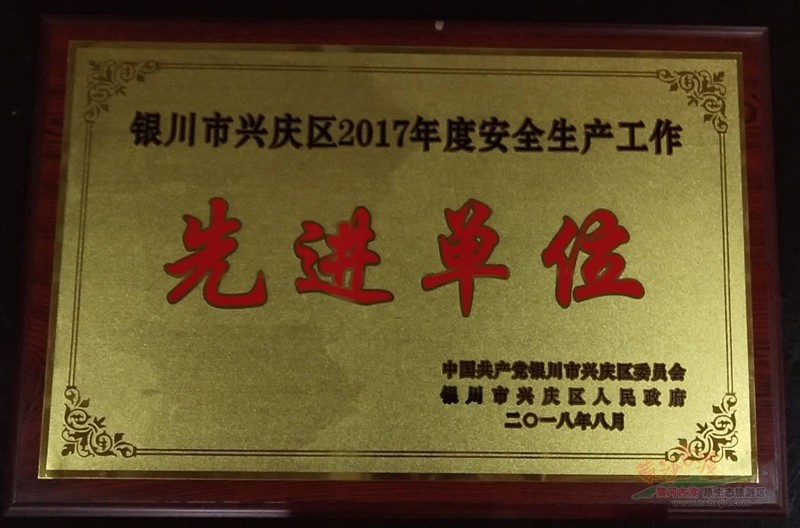 银川市兴庆区2017年度安全生产工作
先进单位
中国共产党银川市兴庆区委员会
银川市兴庆区人民政府
二〇一八年八月